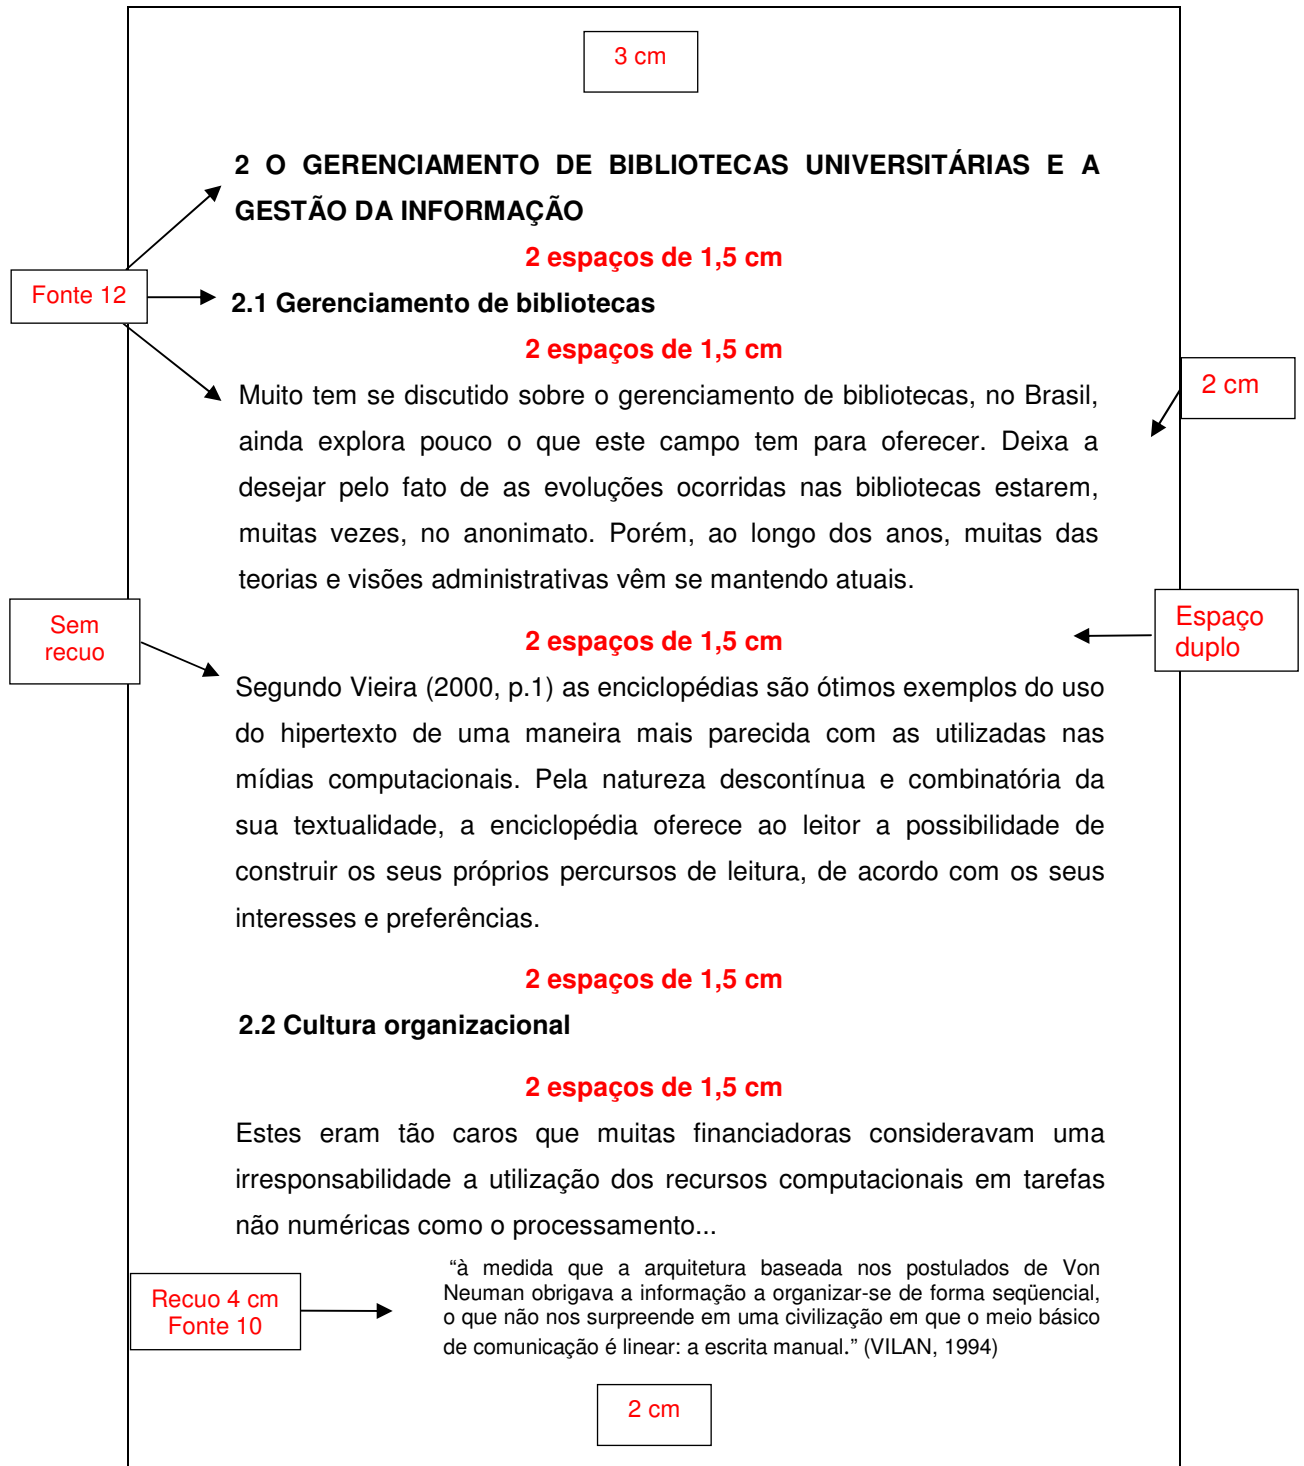 3 cm
2 O GERENCIAMENTO DE BIBLIOTECAS UNIVERSITÁRIAS E A
GESTÃO DA INFORMAÇÃO
2 espaços de 1,5 cm
Fonte 12
2.1 Gerenciamento de bibliotecas
2 espaços de 1,5 cm
2 cm
Muito tem se discutido sobre o gerenciamento de bibliotecas, no Brasil,
ainda explora pouco o que este campo tem para oferecer. Deixa a
desejar pelo fato de as evoluções ocorridas nas bibliotecas estarem,
muitas vezes, no anonimato. Porém, ao longo dos anos, muitas das
teorias e visões administrativas vêm se mantendo atuais.
Sem
recuo
2 espaços de 1,5 cm
Espaço
duplo
Segundo Vieira (2000, p.1) as enciclopédias são ótimos exemplos do uso
do hipertexto de uma maneira mais parecida com as utilizadas nas
mídias computacionais. Pela natureza descontínua e combinatória da
sua textualidade, a enciclopédia oferece ao leitor a possibilidade de
construir os seus próprios percursos de leitura, de acordo com os seus
interesses e preferências.
2 espaços de 1,5 cm
2.2 Cultura organizacional
2 espaços de 1,5 cm
Estes eram tão caros que muitas financiadoras consideravam uma
irresponsabilidade a utilização dos recursos computacionais em tarefas
não numéricas como o processamento...
Recuo 4 cm
Fonte 10
“à medida que a arquitetura baseada nos postulados de Von
Neuman obrigava a informação a organizar-se de forma seqüencial,
o que não nos surpreende em uma civilização em que o meio básico
de comunicação é linear: a escrita manual.” (VILAN, 1994)
2 cm